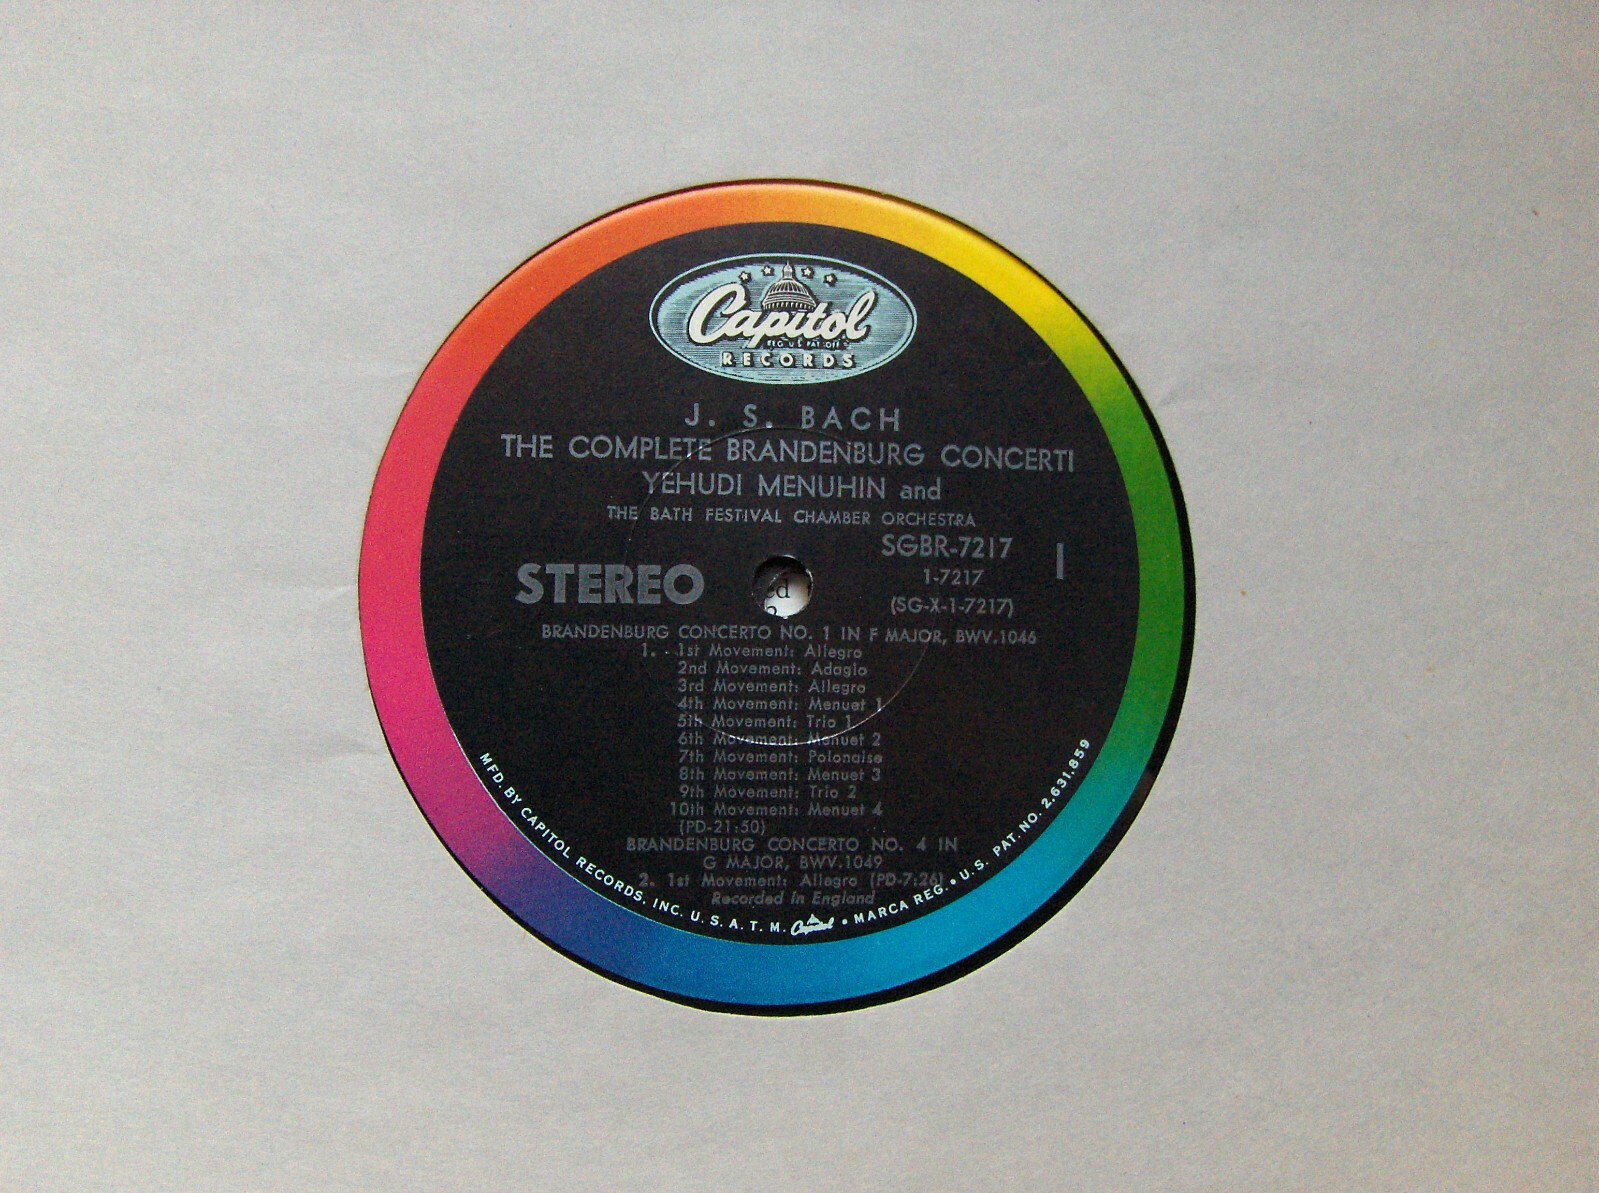 Capitol
REG. U.S. PAT. OFF.
RECORDS
J. S. BACH
THE COMPLETE BRANDENBURG CONCERTI
YEHUDI MENUHIN and
THE BATH FESTIVAL CHAMBER ORCHESTRA
SGBR-7217
STEREO 1-7217 1
(SG-X-1-7217)
ed
BRANDENBURG CONCERTO NO. 1 IN F MAJOR, BWV.1046
1. 1st Movement: Allegro
2nd Movement: Adagio
3rd Movement: Allegro
4th Movement: Menuet 1
5th Movement: Trio 1
6th Movement: Menuet 2
7th Movement: Polonaise
8th Movement: Menuet 3
9th Movement: Trio 2
10th Movement: Menuet 4
(PD-21:50)
BRANDENBURG CONCERTO NO. 4 IN
G MAJOR, BWV.1049
2. 1st Movement: Allegro (PD-7:26)
Recorded in England
MFD. BY CAPITOL RECORDS, INC. U. S. A. T. M. Capitol • MARCA REG. • U. S. PAT. NO. 2,631,859